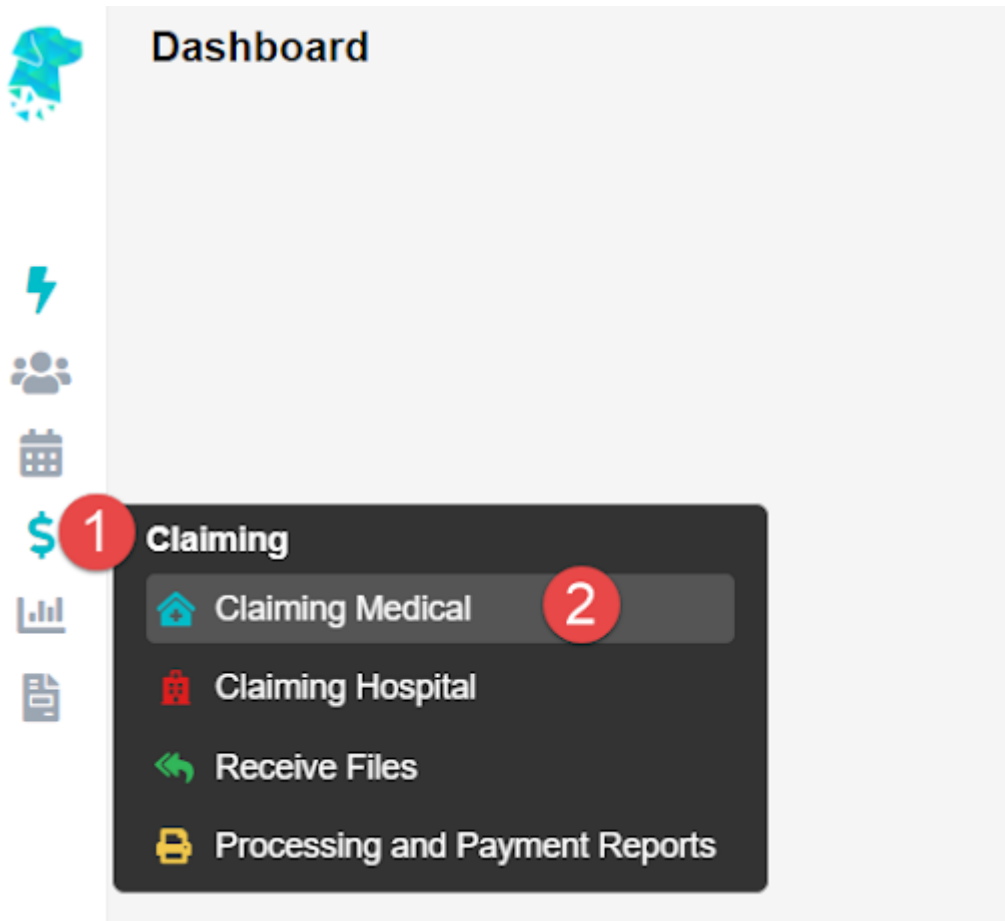 Dashboard
1 Claiming
Claiming Medical 2
Claiming Hospital
Receive Files
Processing and Payment Reports